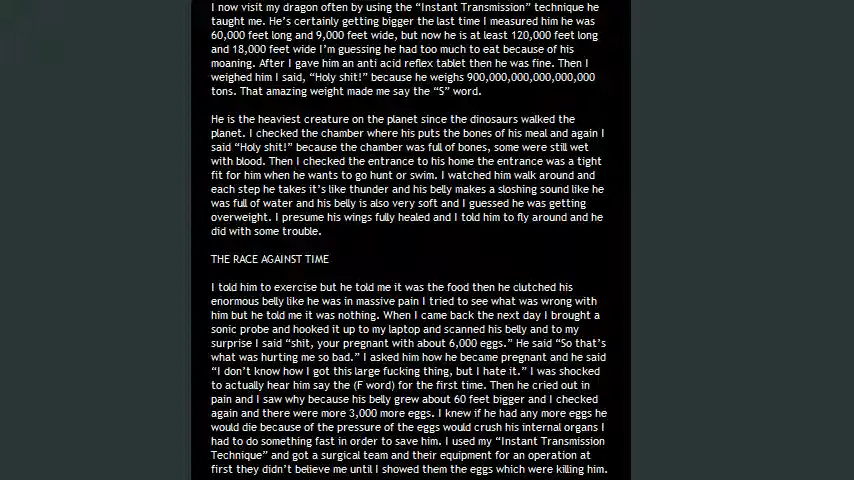 I now visit my dragon often by using the “Instant Transmission” technique he
taught me. He’s certainly getting bigger the last time I measured him he was
60,000 feet long and 9,000 feet wide, but now he is at least 120,000 feet long
and 18,000 feet wide I’m guessing he had too much to eat because of his
moaning. After I gave him an anti acid reflex tablet then he was fine. Then I
weighed him I said, “Holy shit!” because he weighs 900,000,000,000,000,000
tons. That amazing weight made me say the “S” word.
He is the heaviest creature on the planet since the dinosaurs walked the
planet. I checked the chamber where his puts the bones of his meal and again I
said “Holy shit!” because the chamber was full of bones, some were still wet
with blood. Then I checked the entrance to his home the entrance was a tight
fit for him when he wants to go hunt or swim. I watched him walk around and
each step he takes it’s like thunder and his belly makes a sloshing sound like he
was full of water and his belly is also very soft and I guessed he was getting
overweight. I presume his wings fully healed and I told him to fly around and he
did with some trouble.
THE RACE AGAINST TIME
I told him to exercise but he told me it was the food then he clutched his
enormous belly like he was in massive pain I tried to see what was wrong with
him but he told me it was nothing. When I came back the next day I brought a
sonic probe and hooked it up to my laptop and scanned his belly and to my
surprise I said “shit, your pregnant with about 6,000 eggs.” He said “So that’s
what was hurting me so bad.” I asked him how he became pregnant and he said
“I don’t know how I got this large fucking thing, but I hate it.” I was shocked
to actually hear him say the (F word) for the first time. Then he cried out in
pain and I saw why because his belly grew about 60 feet bigger and I checked
again and there were more 3,000 more eggs. I knew if he had any more eggs he
would die because of the pressure of the eggs would crush his internal organs I
had to do something fast in order to save him. I used my “Instant Transmission
Technique” and got a surgical team and their equipment for an operation at
first they didn’t believe me until I showed them the eggs which were killing him.